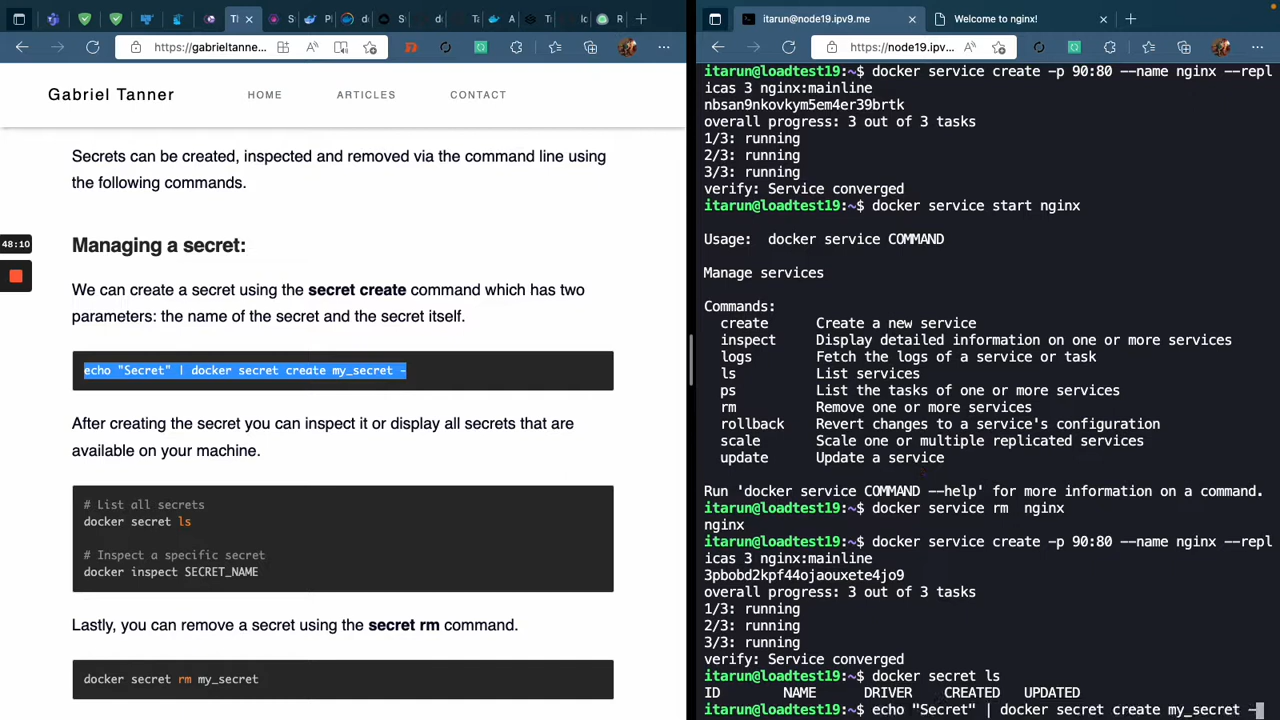 Ti
S
d
S
d
Ta
A
S
lo
G
R
https://gabrieltanne...
Gabriel Tanner
HOME
ARTICLES
CONTACT
Secrets can be created, inspected and removed via the command line using
the following commands.
48:10
Managing a secret:
We can create a secret using the secret create command which has two
parameters: the name of the secret and the secret itself.
echo "Secret" | docker secret create my_secret -
After creating the secret you can inspect it or display all secrets that are
available on your machine.
# List all secrets
docker secret ls
# Inspect a specific secret
docker inspect SECRET_NAME
Lastly, you can remove a secret using the secret rm command.
docker secret rm my_secret
itarun@node19.ipv9.me
Welcome to nginx!
https://node19.ipv...
itarun@loadtest19:~$ docker service create -p 90:80 --name nginx --repl
icas 3 nginx:mainline
nbsan9nkovkym5em4er39brtk
overall progress: 3 out of 3 tasks
1/3: running
2/3: running
3/3: running
verify: Service converged
itarun@loadtest19:~$ docker service start nginx
Usage:  docker service COMMAND
Manage services
Commands:
create      Create a new service
inspect     Display detailed information on one or more services
logs        Fetch the logs of a service or task
ls          List services
ps          List the tasks of one or more services
rm          Remove one or more services
rollback    Revert changes to a service's configuration
scale       Scale one or multiple replicated services
update      Update a service
Run 'docker service COMMAND --help' for more information on a command.
itarun@loadtest19:~$ docker service rm  nginx
nginx
itarun@loadtest19:~$ docker service create -p 90:80 --name nginx --repl
icas 3 nginx:mainline
3pbobd2kpf44ojaouxete4jo9
overall progress: 3 out of 3 tasks
1/3: running
2/3: running
3/3: running
verify: Service converged
itarun@loadtest19:~$ docker secret ls
ID        NAME      DRIVER    CREATED   UPDATED
itarun@loadtest19:~$ echo "Secret" | docker secret create my_secret -